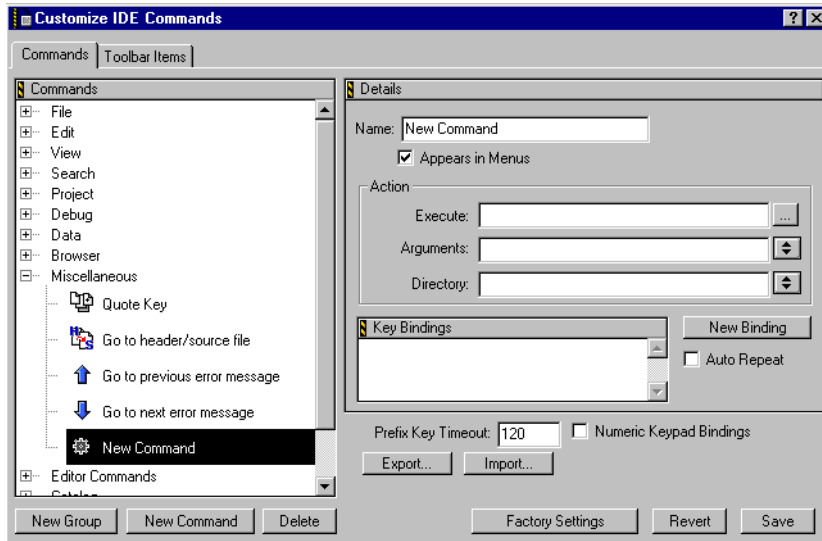 Customize IDE Commands
Commands
Toolbar Items
Commands
File
Edit
View
Search
Project
Debug
Data
Browser
Miscellaneous
Quote Key
Go to header/source file
Go to previous error message
Go to next error message
New Command
Editor Commands
Catalog
New Group
New Command
Delete
Details
Name: New Command
Appears in Menus
Action
Execute:
...
Arguments:
Directory:
Key Bindings
New Binding
Auto Repeat
Prefix Key Timeout: 120
Numeric Keypad Bindings
Export...
Import...
Factory Settings
Revert
Save